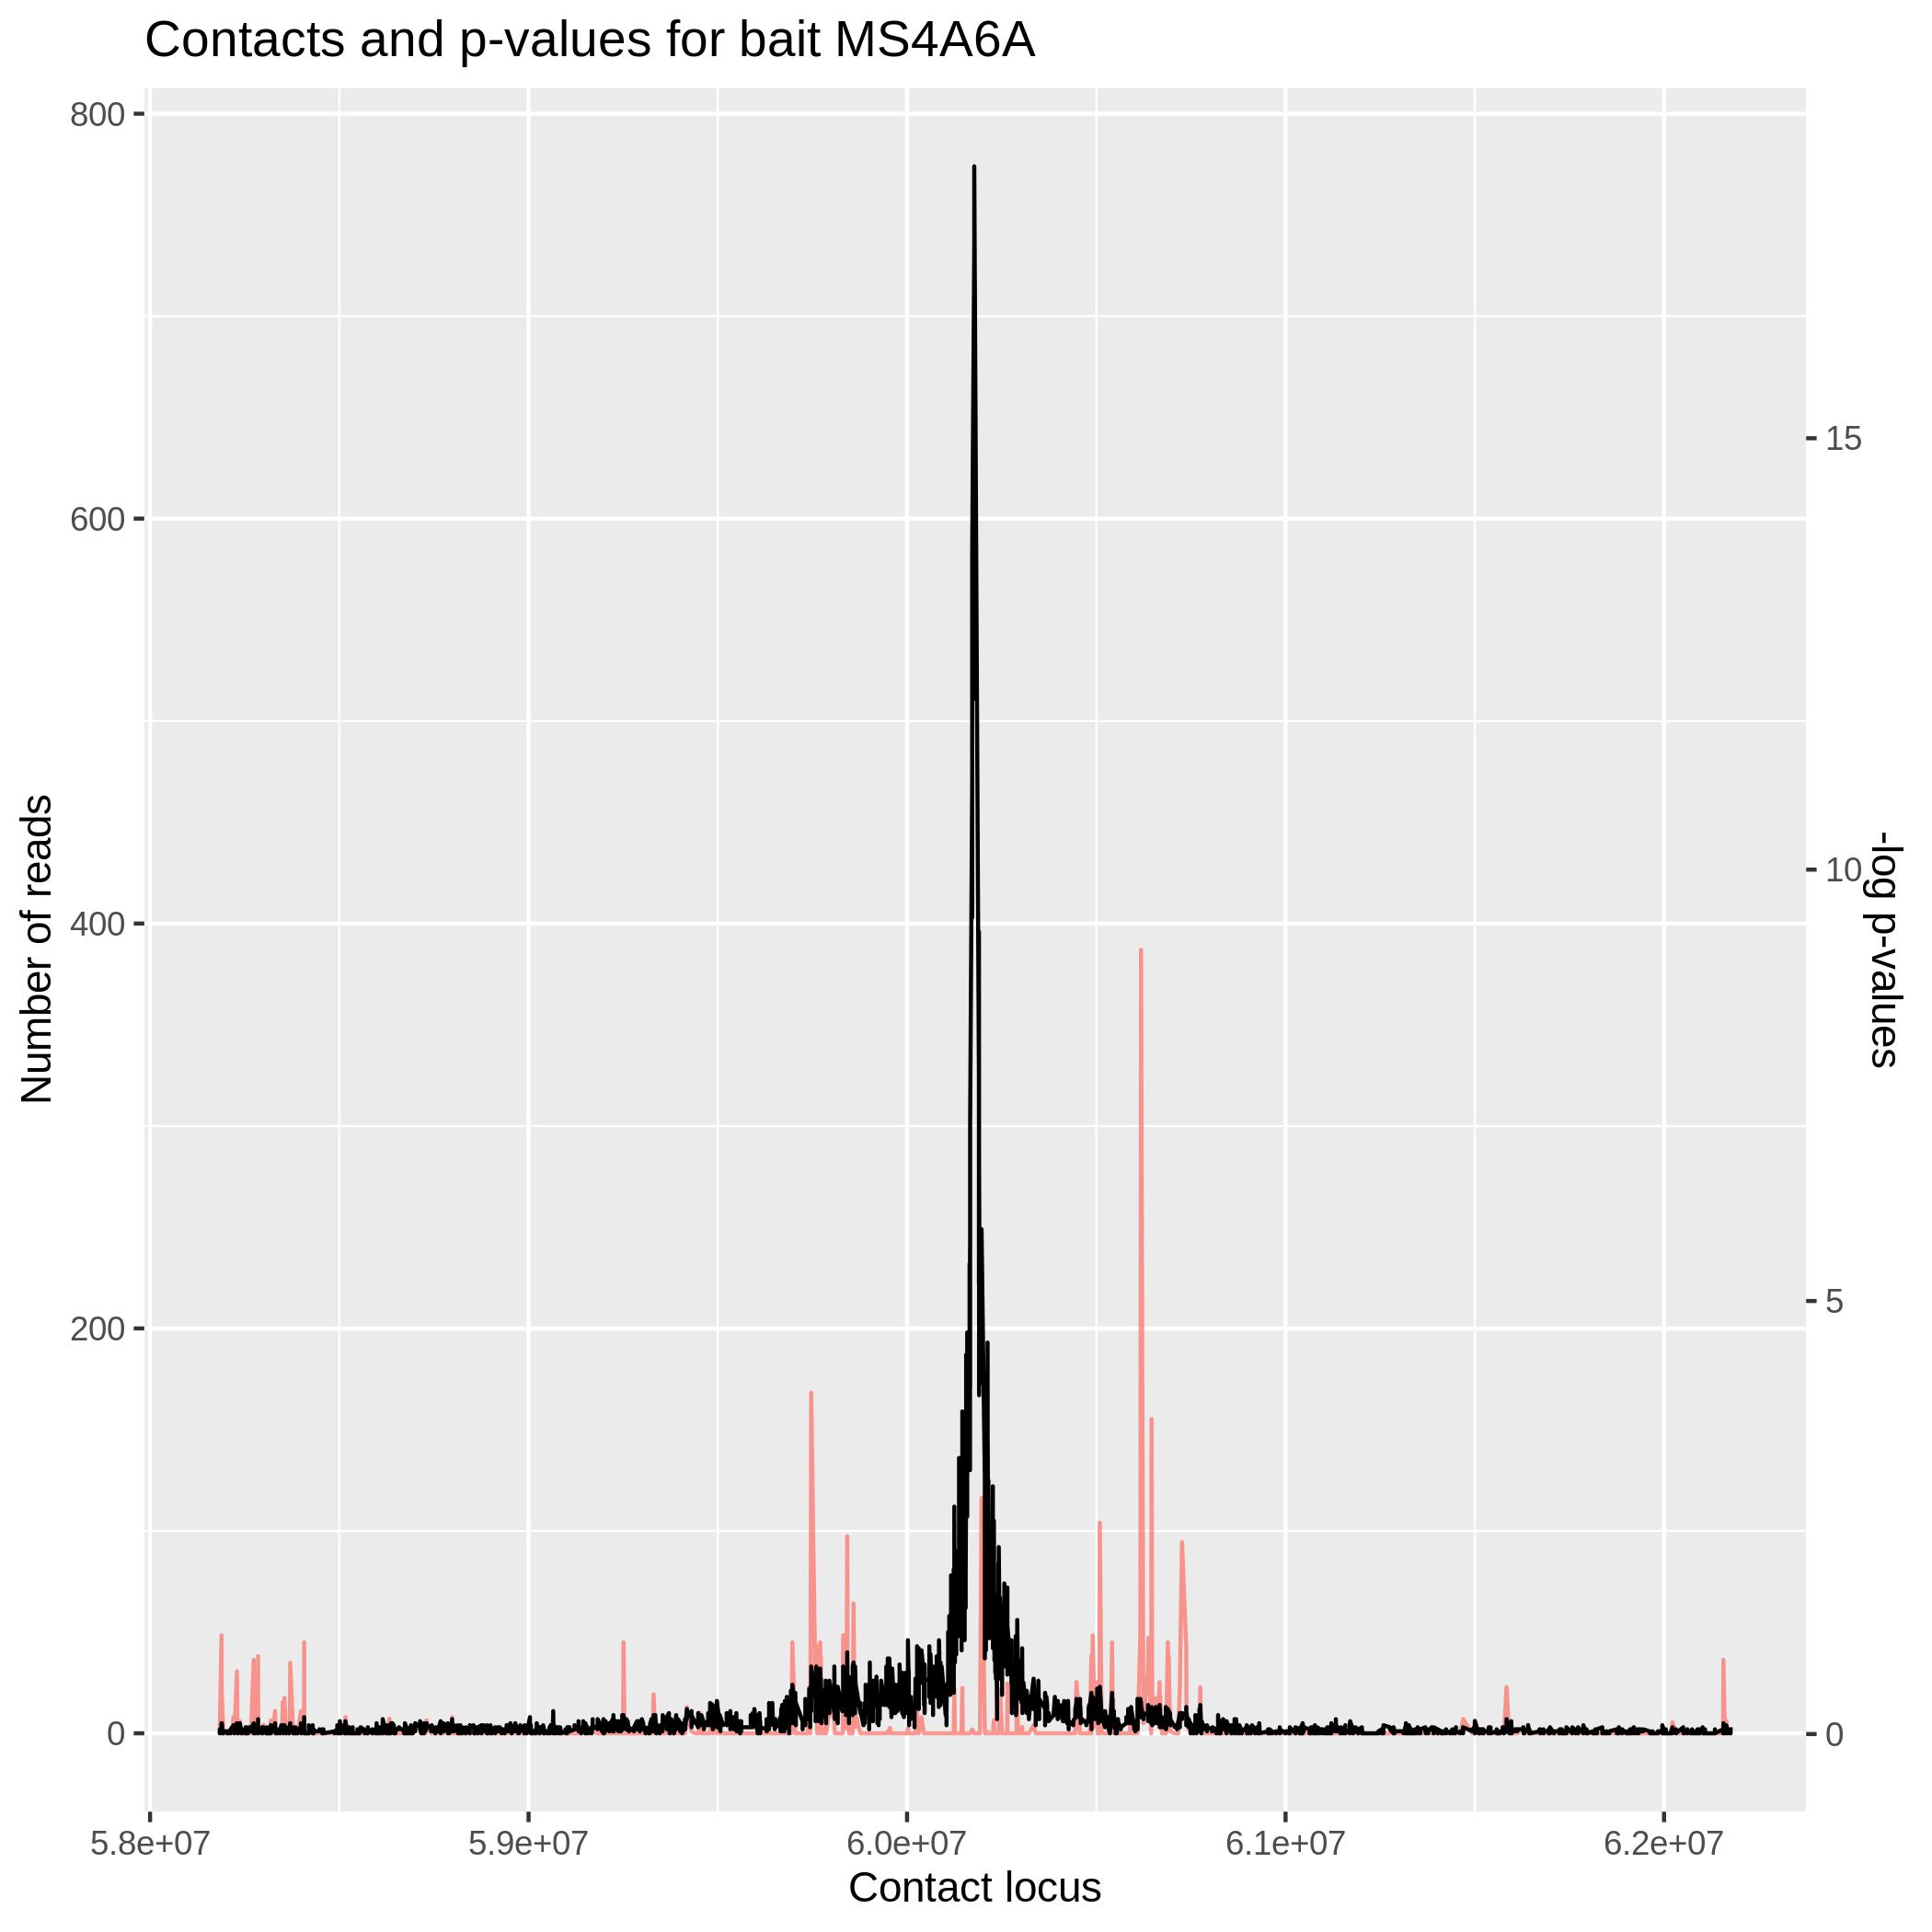 Contacts and p-values for bait MS4A6A
800
600
400
200
0
Number of reads
15
10
5
0
-log p-values
5.8e+07
5.9e+07
6.0e+07
6.1e+07
6.2e+07
Contact locus